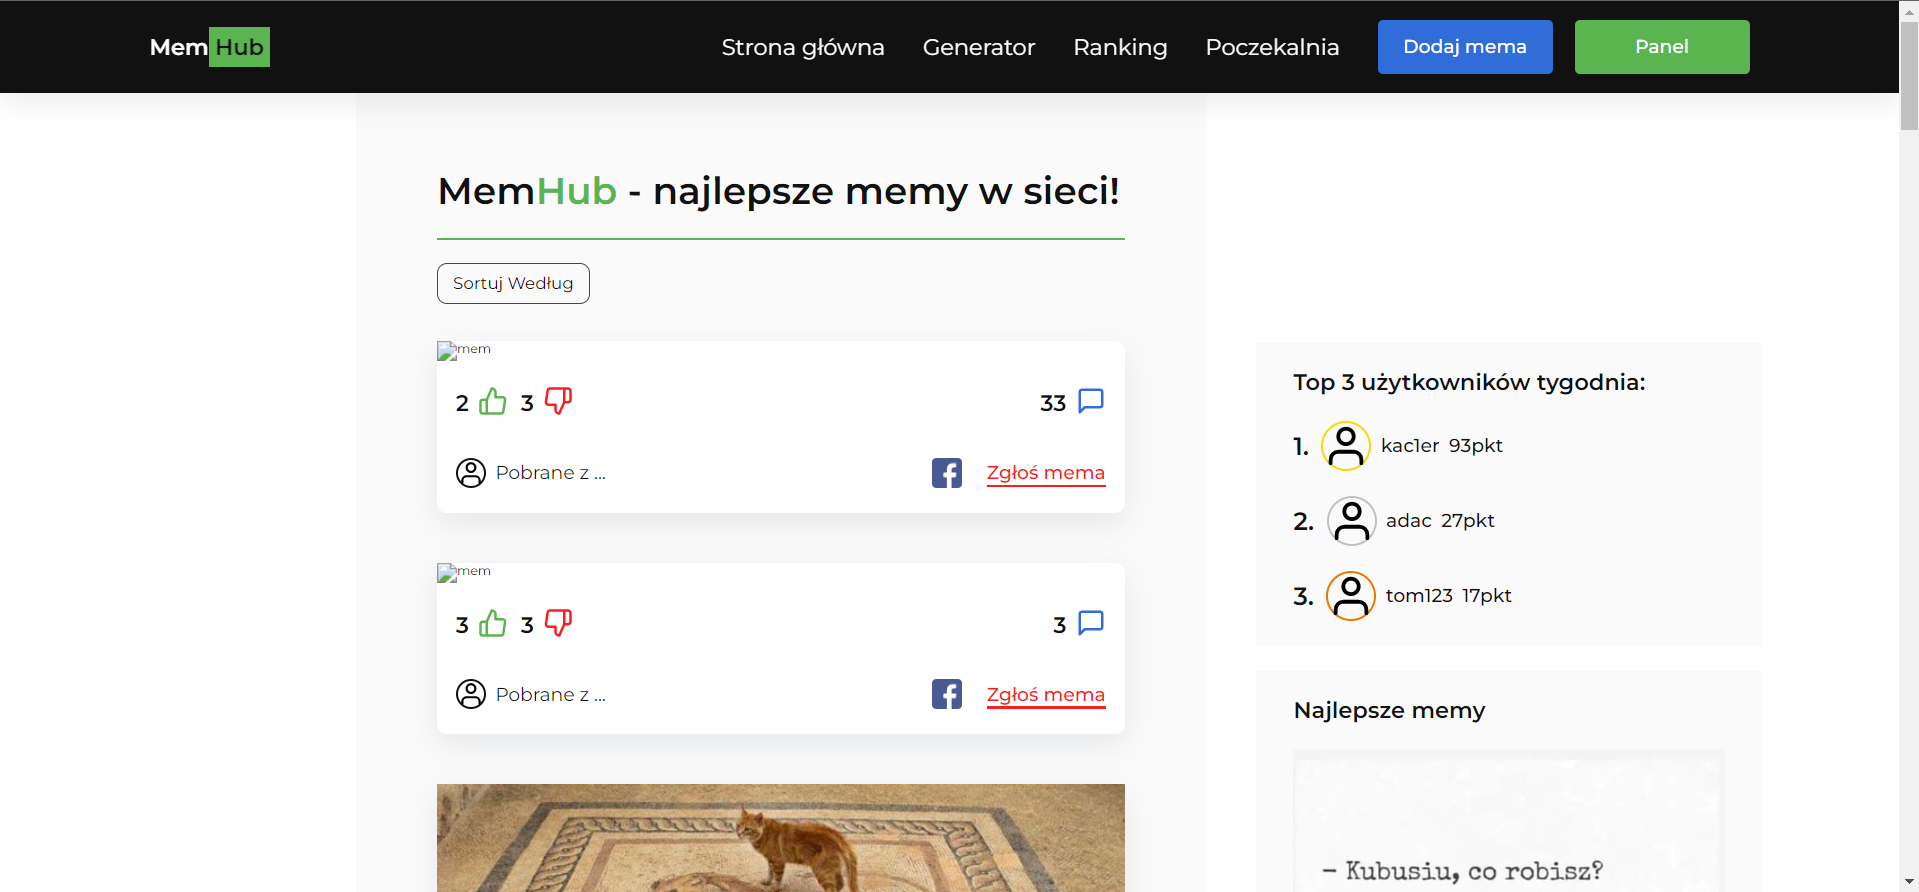 MemHub
Strona główna
Generator
Ranking
Poczekalnia
Dodaj mema
Panel
MemHub - najlepsze memy w sieci!
Sortuj Według
mem
2
3
33
Pobrane z ...
Zgłoś mema
mem
3
3
3
Pobrane z ...
Zgłoś mema
Top 3 użytkowników tygodnia:
1. kac1er 93pkt
2. adac 27pkt
3. tom123 17pkt
Najlepsze memy
– Kubusiu, co robisz?